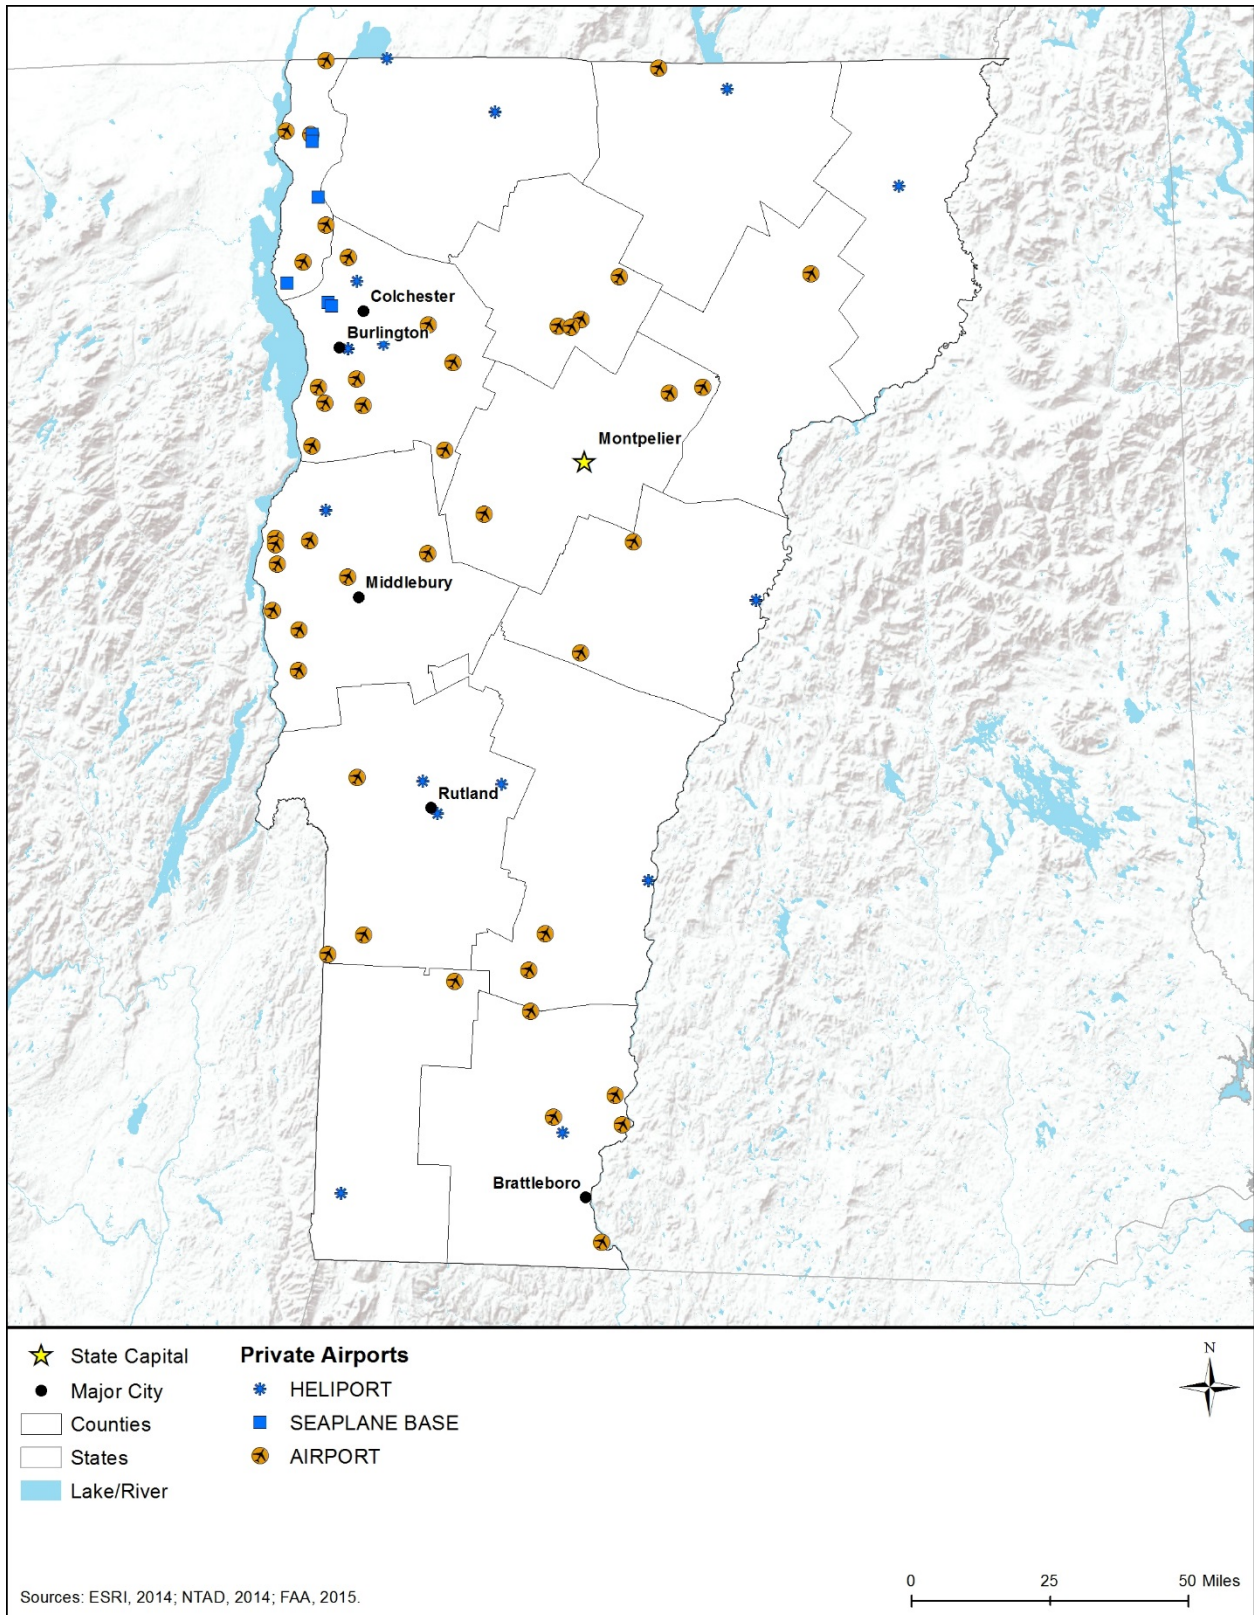 Colchester
Burlington
Montpelier
Middlebury
Rutland
Brattleboro
State Capital
Major City
Counties
States
Lake/River
Private Airports
HELIPORT
SEAPLANE BASE
AIRPORT
N
0 25 50 Miles
Sources: ESRI, 2014; NTAD, 2014; FAA, 2015.